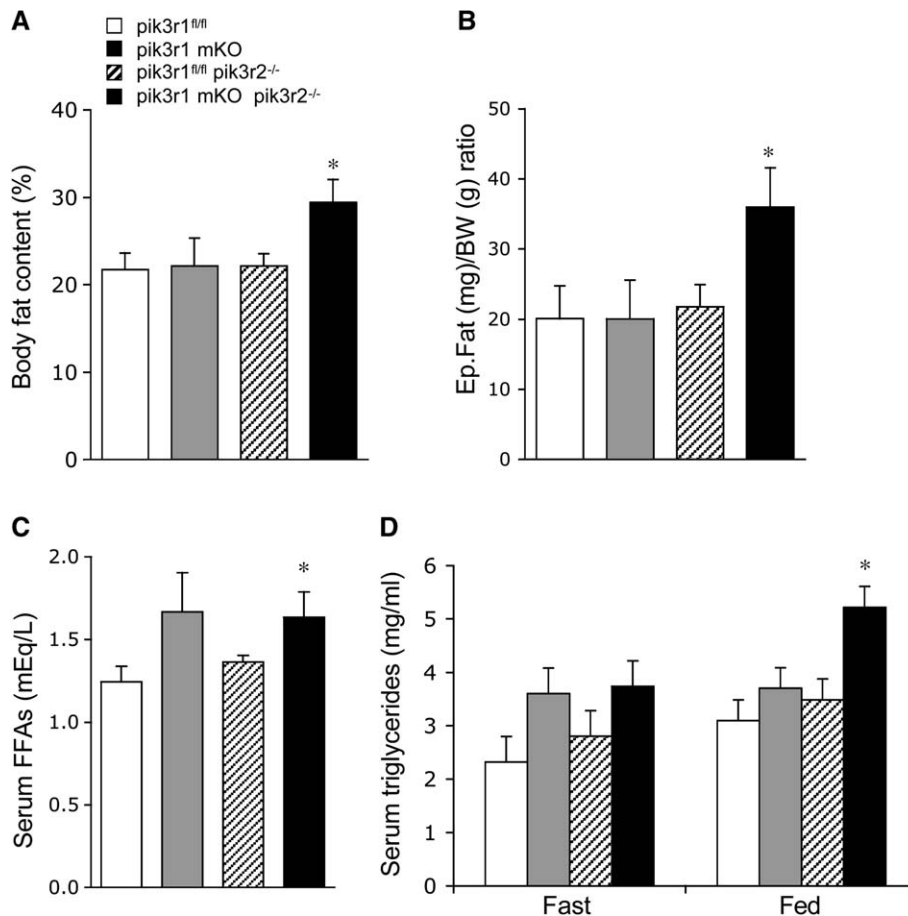 A
pik3r1fl/fl
pik3r1 mKO
pik3r1fl/fl pik3r2-/-
pik3r1 mKO pik3r2-/-
Body fat content (%)
40
30
20
10
0
*
B
Ep.Fat (mg)/BW (g) ratio
50
40
30
20
10
0
*
C
Serum FFAs (mEq/L)
2.0
1.5
1.0
0.5
0.0
*
D
Serum triglycerides (mg/ml)
6
5
4
3
2
1
0
*
Fast Fed